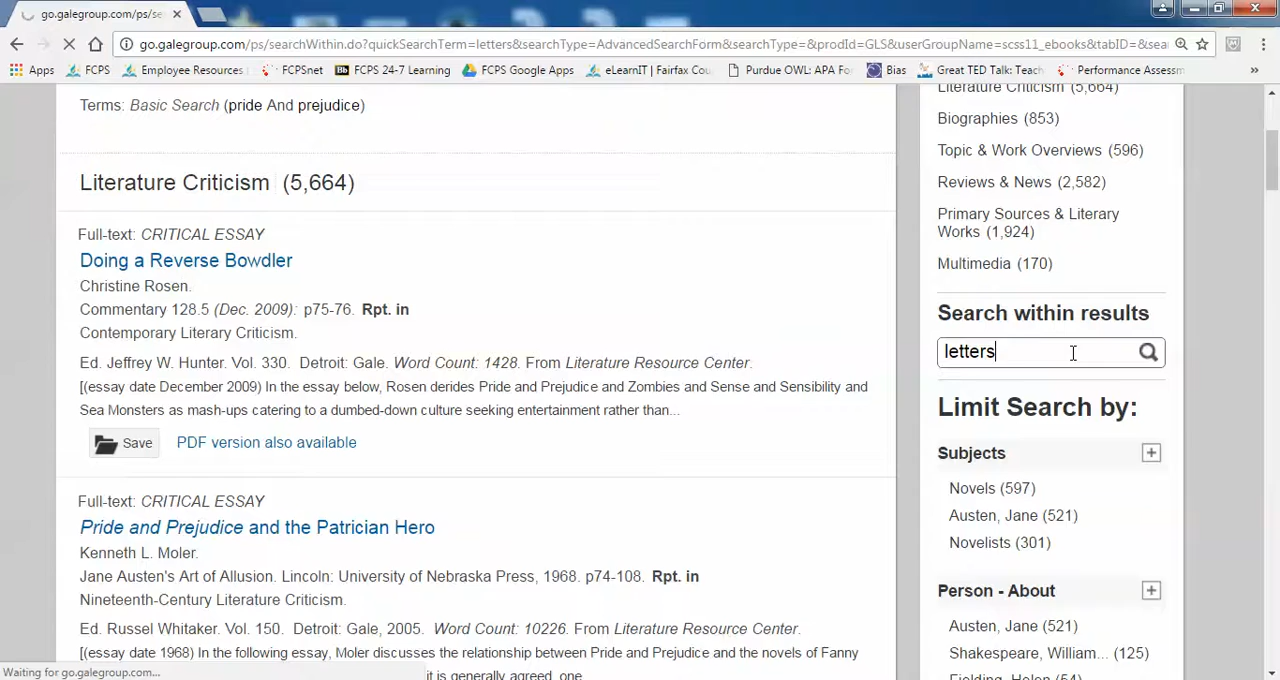 go.galegroup.com/ps/se
go.galegroup.com/ps/searchWithin.do?quickSearchTerm=letters&searchType=AdvancedSearchForm&searchType=&prodId=GLS&userGroupName=scss11_ebooks&tabID=&sea
Apps FCPS Employee Resources FCPSnet Bb FCPS 24-7 Learning FCPS Google Apps eLearnIT | Fairfax Cou Purdue OWL: APA Fo Bias Great TED Talk: Teach Performance Assessm »
Terms: Basic Search (pride And prejudice)
Literature Criticism (5,664)
Full-text: CRITICAL ESSAY
Doing a Reverse Bowdler
Christine Rosen.
Commentary 128.5 (Dec. 2009): p75-76. Rpt. in
Contemporary Literary Criticism.
Ed. Jeffrey W. Hunter. Vol. 330. Detroit: Gale. Word Count: 1428. From Literature Resource Center.
[(essay date December 2009) In the essay below, Rosen derides Pride and Prejudice and Zombies and Sense and Sensibility and
Sea Monsters as mash-ups catering to a dumbed-down culture seeking entertainment rather than...
Save PDF version also available
Full-text: CRITICAL ESSAY
Pride and Prejudice and the Patrician Hero
Kenneth L. Moler.
Jane Austen's Art of Allusion. Lincoln: University of Nebraska Press, 1968. p74-108. Rpt. in
Nineteenth-Century Literature Criticism.
Ed. Russel Whitaker. Vol. 150. Detroit: Gale, 2005. Word Count: 10226. From Literature Resource Center.
[(essay date 1968) In the following essay, Moler discusses the relationship between Pride and Prejudice and the novels of Fanny
it is generally agreed, one
Waiting for go.galegroup.com...
Literature Criticism (5,664)
Biographies (853)
Topic & Work Overviews (596)
Reviews & News (2,582)
Primary Sources & Literary
Works (1,924)
Multimedia (170)
Search within results
letters
Limit Search by:
Subjects
Novels (597)
Austen, Jane (521)
Novelists (301)
Person - About
Austen, Jane (521)
Shakespeare, William... (125)
Fielding, Helen (54)